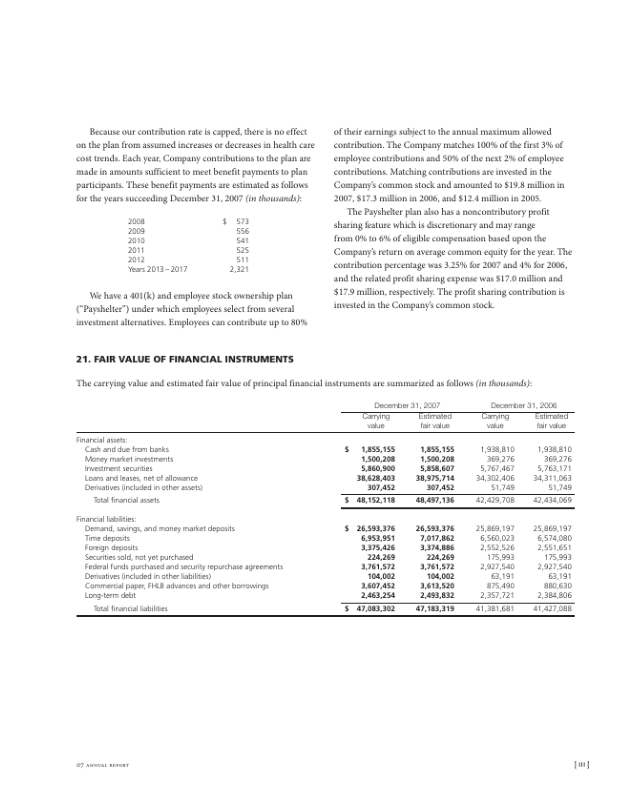 Because our contribution rate is capped, there is no effect
on the plan from assumed increases or decreases in health care
cost trends. Each year, Company contributions to the plan are
made in amounts sufficient to meet benefit payments to plan
participants. These benefit payments are estimated as follows
for the years succeeding December 31, 2007 (in thousands):
2008 $ 573
2009 556
2010 541
2011 525
2012 511
Years 2013 – 2017 2,321
We have a 401(k) and employee stock ownership plan
(“Payshelter”) under which employees select from several
investment alternatives. Employees can contribute up to 80%
of their earnings subject to the annual maximum allowed
contribution. The Company matches 100% of the first 3% of
employee contributions and 50% of the next 2% of employee
contributions. Matching contributions are invested in the
Company’s common stock and amounted to $19.8 million in
2007, $17.3 million in 2006, and $12.4 million in 2005.
The Payshelter plan also has a noncontributory profit
sharing feature which is discretionary and may range
from 0% to 6% of eligible compensation based upon the
Company’s return on average common equity for the year. The
contribution percentage was 3.25% for 2007 and 4% for 2006,
and the related profit sharing expense was $17.0 million and
$17.9 million, respectively. The profit sharing contribution is
invested in the Company’s common stock.
21. FAIR VALUE OF FINANCIAL INSTRUMENTS
The carrying value and estimated fair value of principal financial instruments are summarized as follows (in thousands):
December 31, 2007 December 31, 2006
Carrying Estimated Carrying Estimated
value fair value value fair value
Financial assets:
Cash and due from banks $ 1,855,155 1,855,155 1,938,810 1,938,810
Money market investments 1,500,208 1,500,208 369,276 369,276
Investment securities 5,860,900 5,858,607 5,767,467 5,763,171
Loans and leases, net of allowance 38,628,403 38,975,714 34,302,406 34,311,063
Derivatives (included in other assets) 307,452 307,452 51,749 51,749
Total financial assets $ 48,152,118 48,497,136 42,429,708 42,434,069
Financial liabilities:
Demand, savings, and money market deposits $ 26,593,376 26,593,376 25,869,197 25,869,197
Time deposits 6,953,951 7,017,862 6,560,023 6,574,080
Foreign deposits 3,375,426 3,374,886 2,552,526 2,551,651
Securities sold, not yet purchased 224,269 224,269 175,993 175,993
Federal funds purchased and security repurchase agreements 3,761,572 3,761,572 2,927,540 2,927,540
Derivatives (included in other liabilities) 104,002 104,002 63,191 63,191
Commercial paper, FHLB advances and other borrowings 3,607,452 3,613,520 875,490 880,630
Long-term debt 2,463,254 2,493,832 2,357,721 2,384,806
Total financial liabilities $ 47,083,302 47,183,319 41,381,681 41,427,088
07 ANNUAL REPORT [ 111 ]